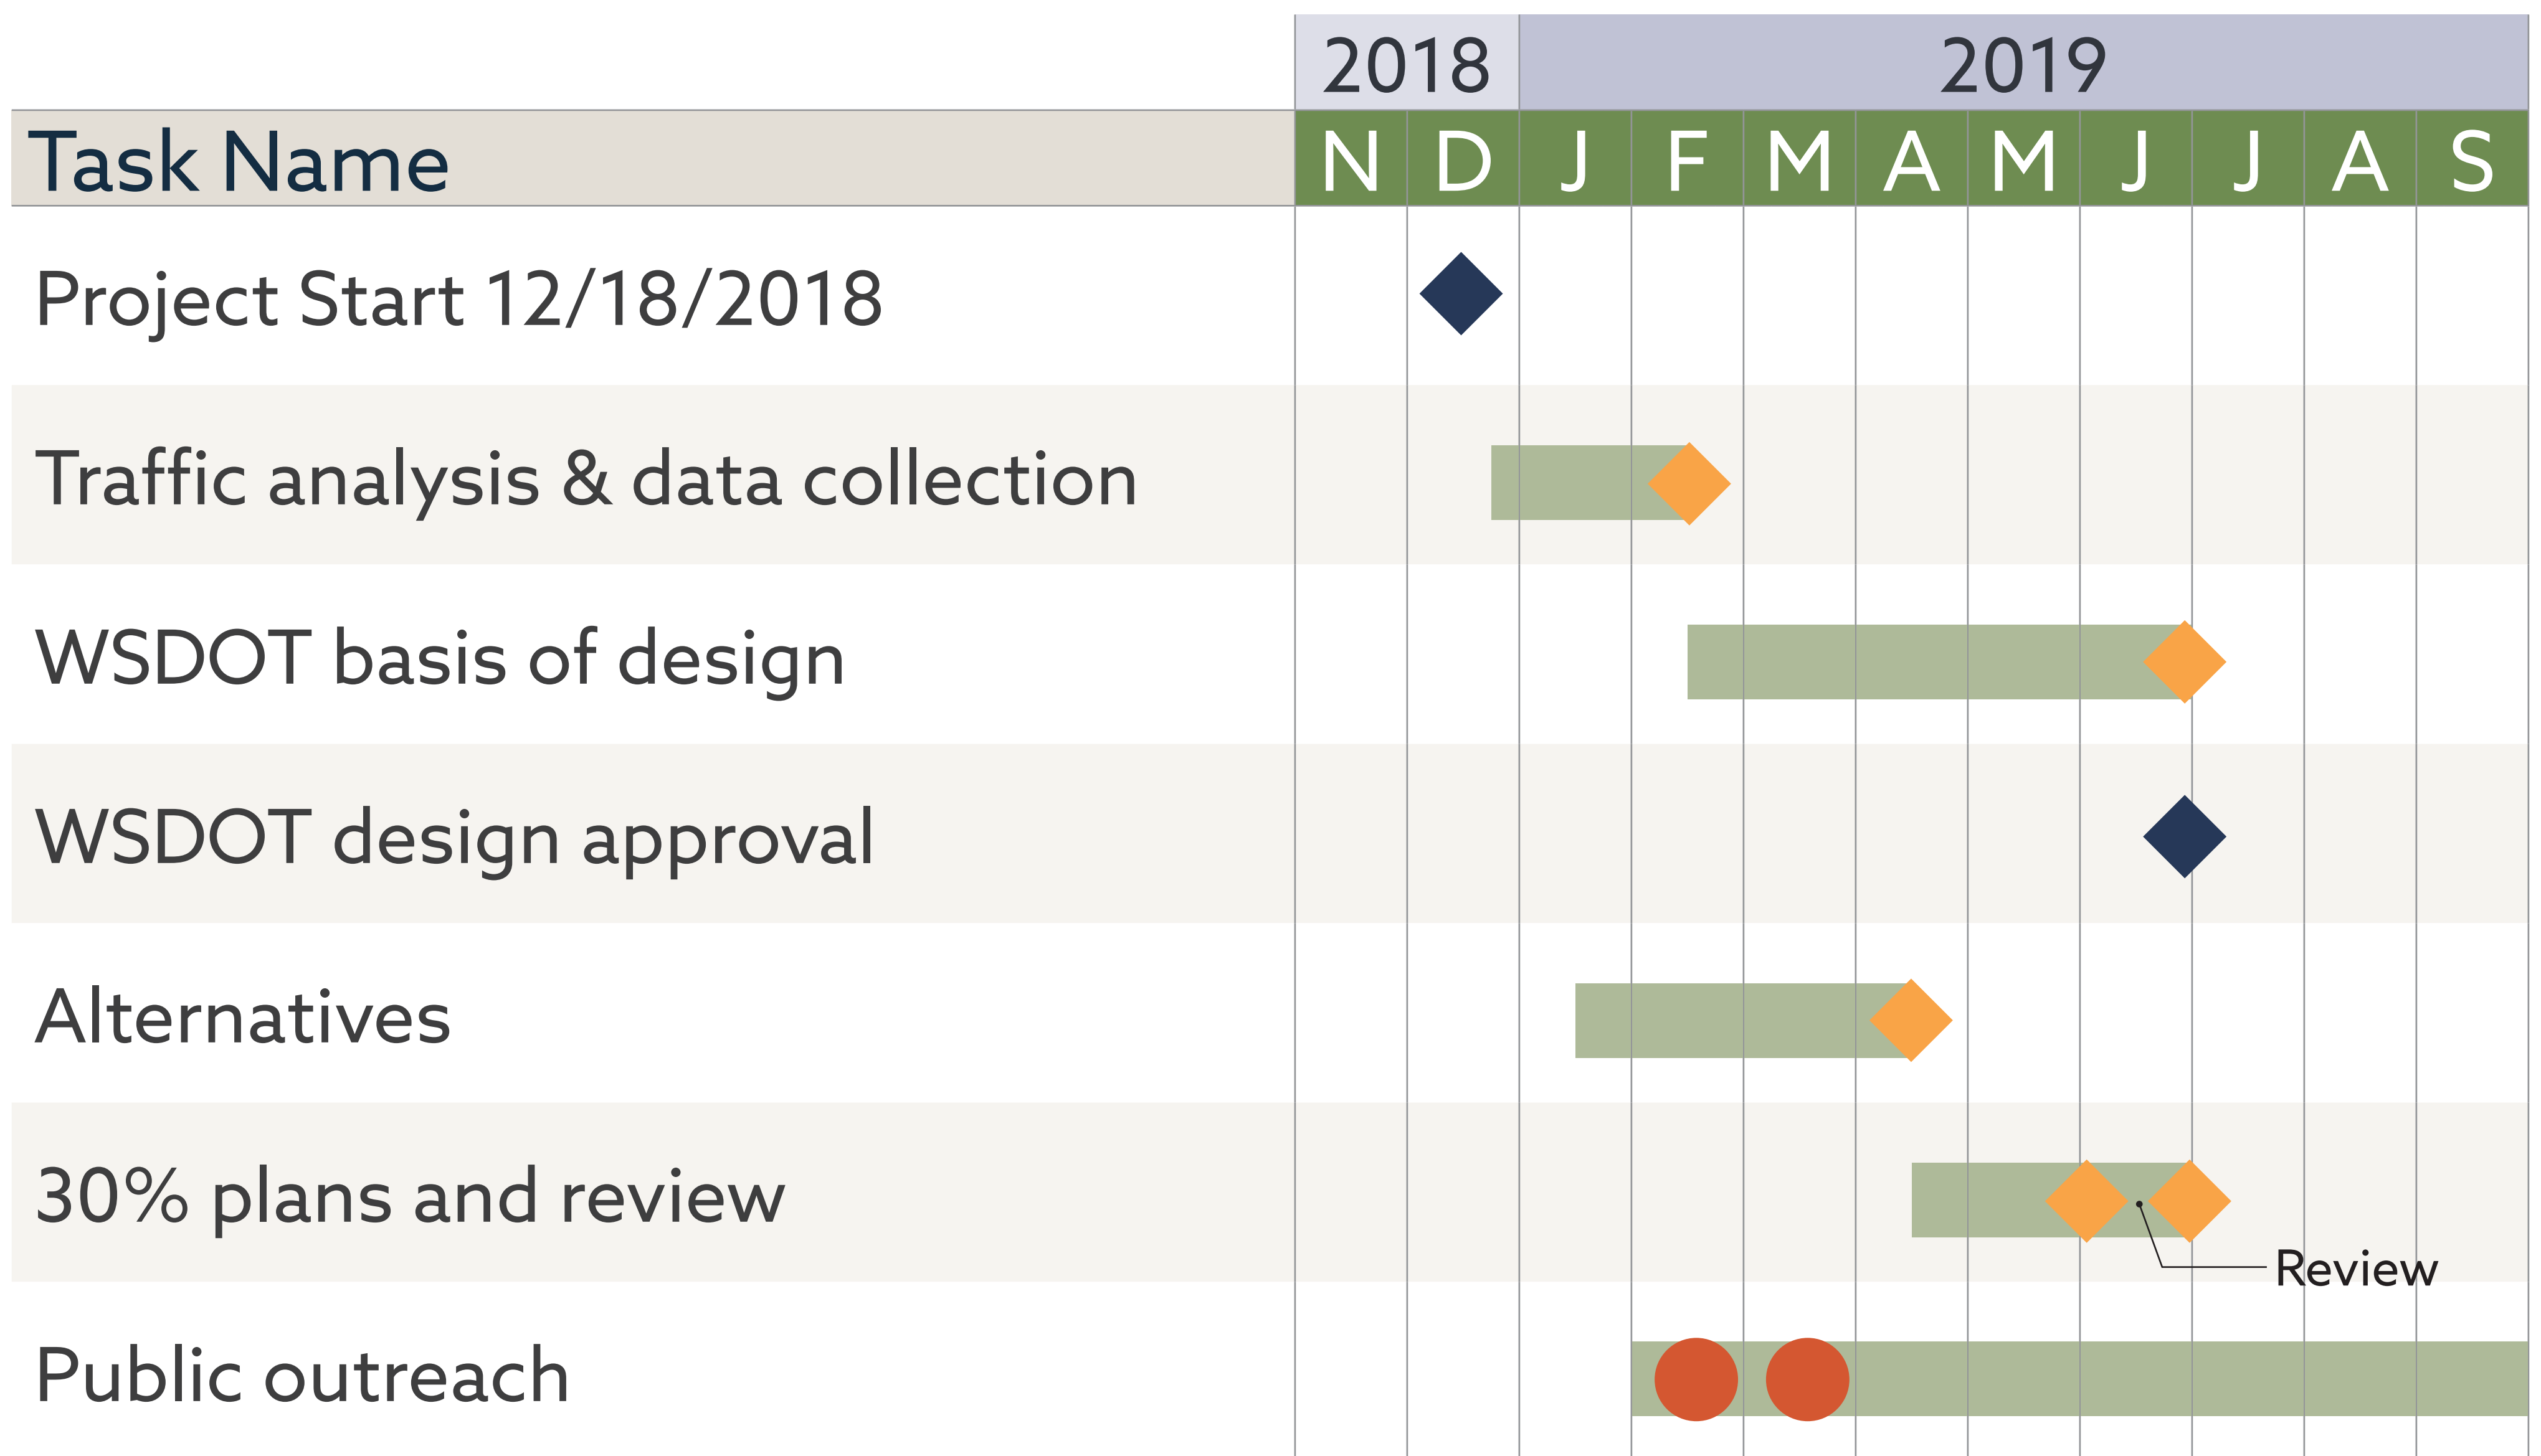 2018 2019
Task Name N D J F M A M J J A S
Project Start 12/18/2018
Traffic analysis & data collection
WSDOT basis of design
WSDOT design approval
Alternatives
30% plans and review
Review
Public outreach